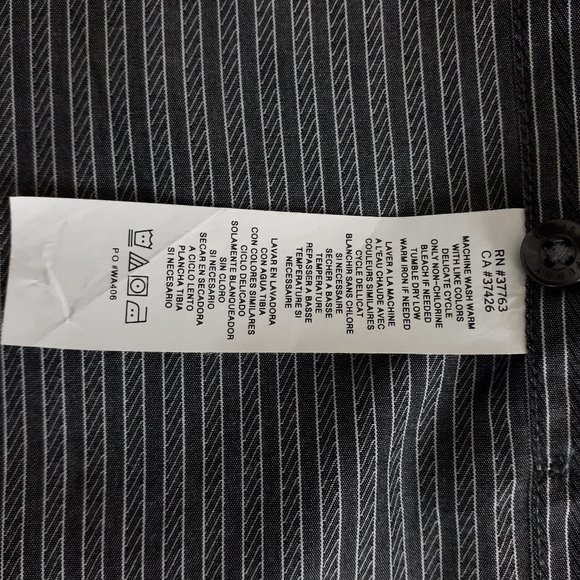 RN #37763
CA #37426
MACHINE WASH WARM
WITH LIKE COLORS
DELICATE CYCLE
ONLY NON-CHLORINE
BLEACH IF NEEDED
TUMBLE DRY LOW
WARM IRON IF NEEDED
LAVER A LA MACHINE
A L'EAU TIEDE AVEC
COULEURS SIMILAIRES
CYCLE DELLICAT
BLANCHIR SANS CHLORE
SI NECESSAIRE
SECHER A BASSE
TEMPERATURE
REPASSER A BASSE
TEMPERATURE SI
NECESSAIRE
LAVAR EN LAVADORA
CON AGUA TIBIA
CON COLORES SIMILARES
CICLO DELICADO
SOLAMENTE BLANQUEADOR
SIN CLORO
SI NECESARIO
SECAR EN SECADORA
A CICLO LENTO
PLANCHA TIBIA
SI NECESARIO
P O #WA406